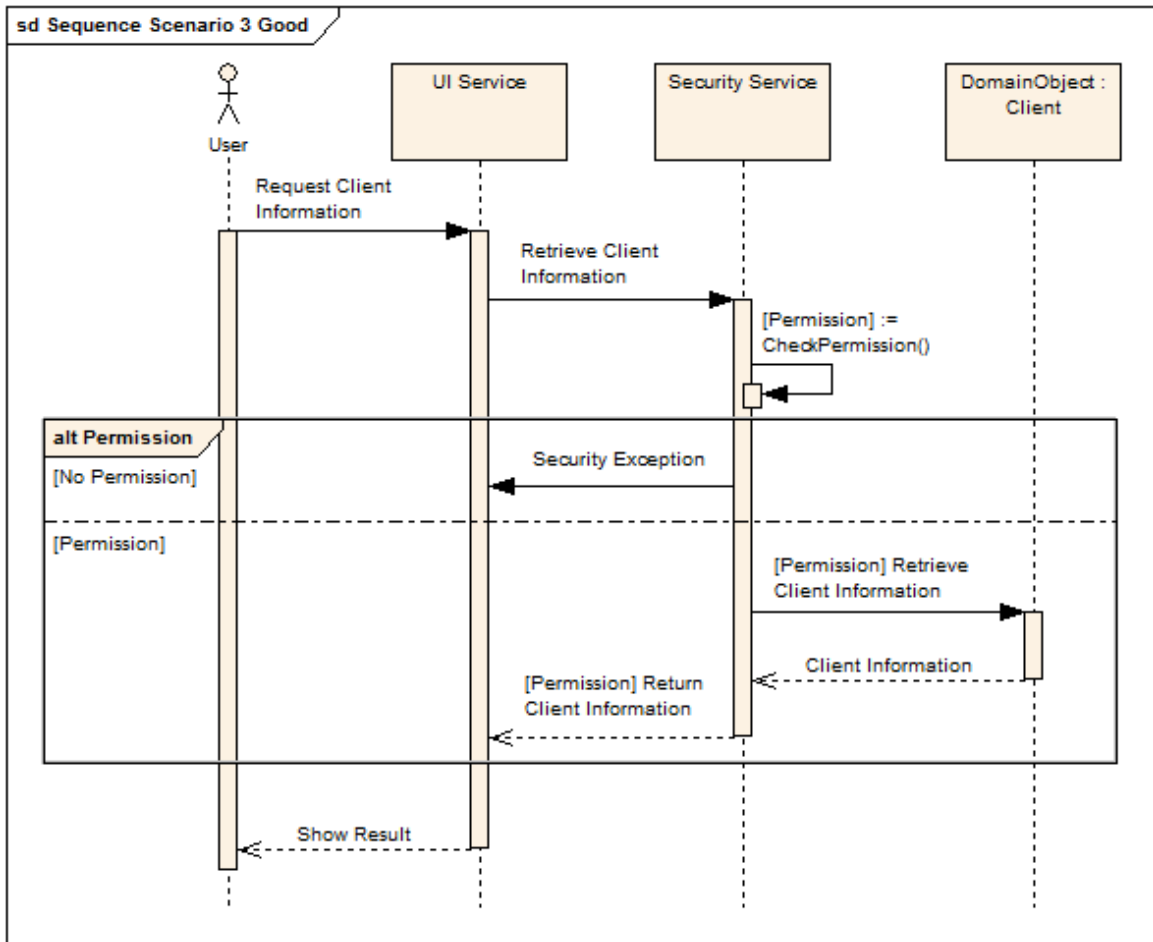 sd Sequence Scenario 3 Good
User
UI Service
Security Service
DomainObject :
Client
Request Client
Information
Retrieve Client
Information
[Permission] :=
CheckPermission()
alt Permission
[No Permission]
Security Exception
[Permission]
[Permission] Retrieve
Client Information
Client Information
[Permission] Return
Client Information
Show Result